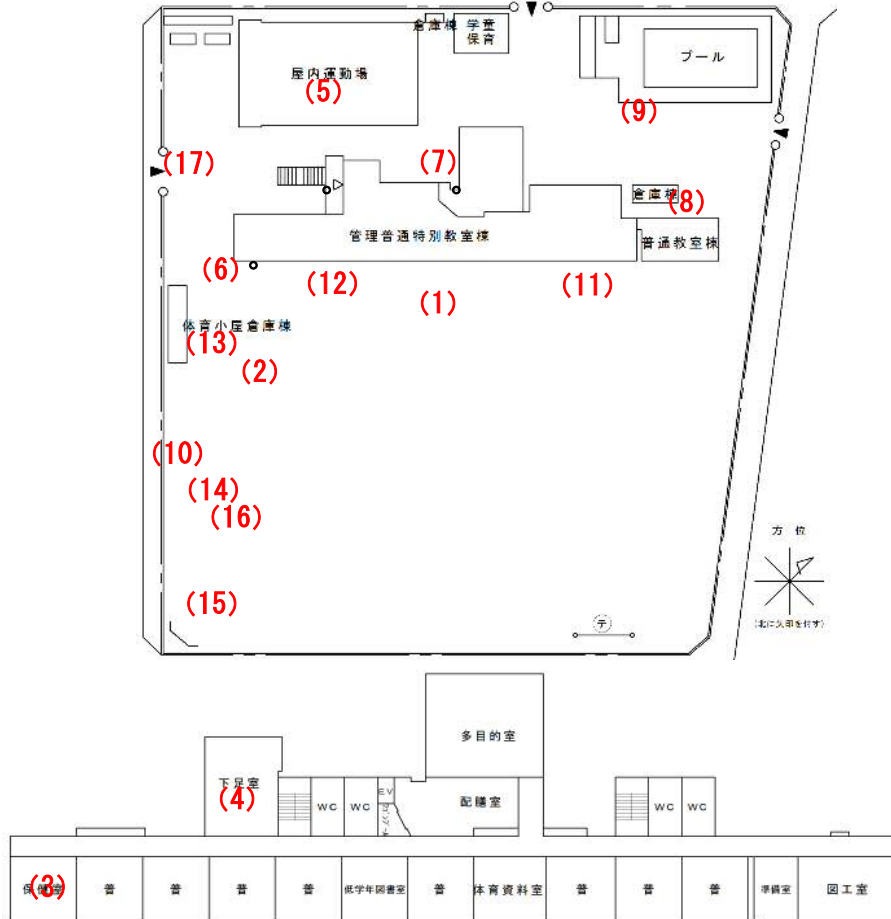 倉庫棟 学童
保育
プール
屋内運動場
(5)
(9)
(17)
(7)
倉庫棟
(8)
管理普通特別教室棟
普通教室棟
(6)
(12)
(1)
(11)
体育小屋倉庫棟
(13)
(2)
(10)
(14)
(16)
方 位
(15)
テ
(北に矢印を付す)
多目的室
下足室
(4)
WC
WC
EV
配膳室
WC
WC
保健室
(3)
普
普
普
普
低学年図書室
普
体育資料室
普
普
普
準備室
図工室